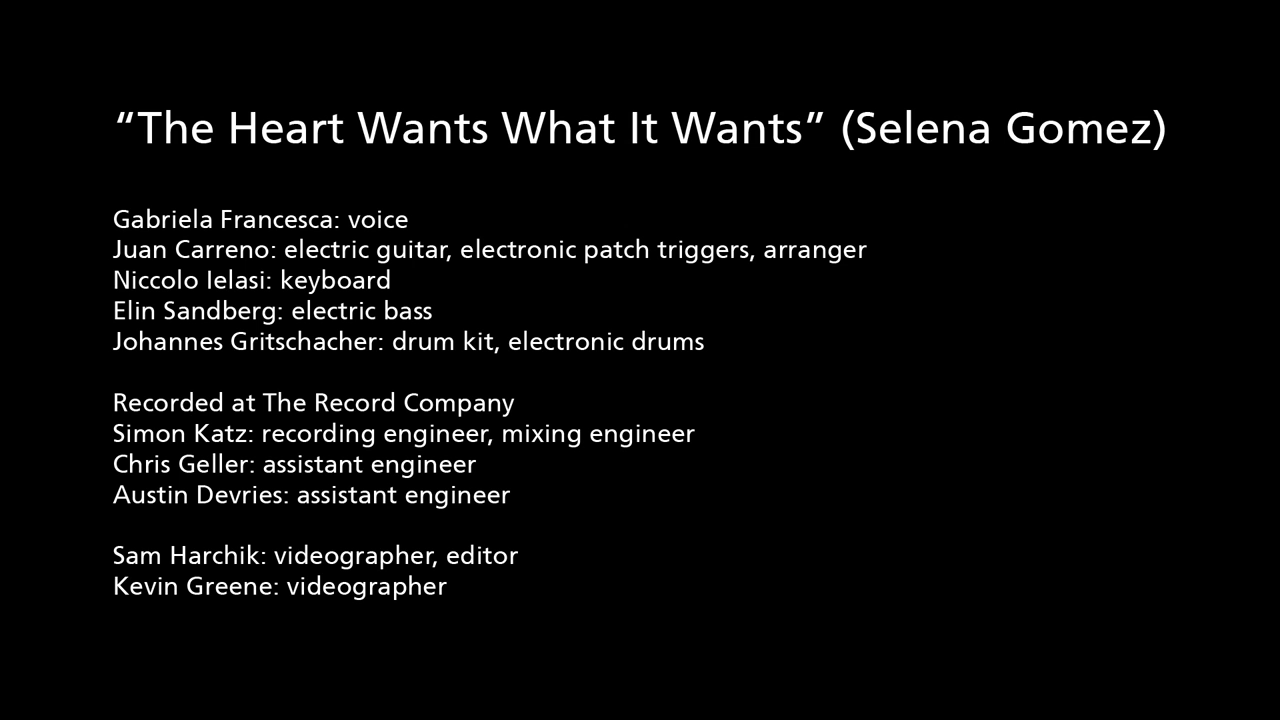 “The Heart Wants What It Wants” (Selena Gomez)
Gabriela Francesca: voice
Juan Carreno: electric guitar, electronic patch triggers, arranger
Niccolo Ielasi: keyboard
Elin Sandberg: electric bass
Johannes Gritschacher: drum kit, electronic drums
Recorded at The Record Company
Simon Katz: recording engineer, mixing engineer
Chris Geller: assistant engineer
Austin Devries: assistant engineer
Sam Harchik: videographer, editor
Kevin Greene: videographer